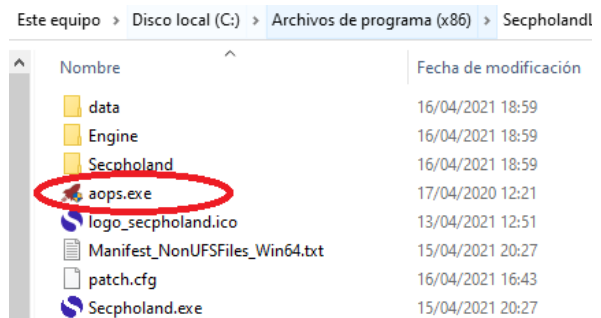 Este equipo > Disco local (C:) > Archivos de programa (x86) > Secpholandl
Nombre Fecha de modificación
data 16/04/2021 18:59
Engine 16/04/2021 18:59
Secpholand 16/04/2021 18:59
aops.exe 17/04/2020 12:21
logo_secpholand.ico 13/04/2021 12:51
Manifest_NonUFSFiles_Win64.txt 15/04/2021 20:27
patch.cfg 16/04/2021 16:43
Secpholand.exe 15/04/2021 20:27